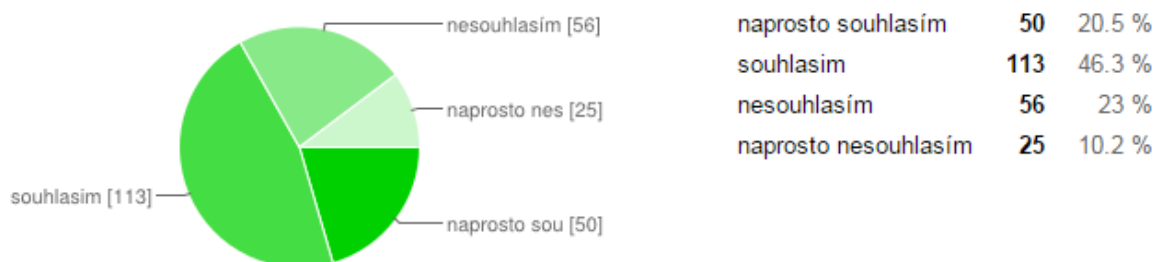 nesouhlasím [56]
naprosto nes [25]
souhlasim [113]
naprosto sou [50]
naprosto souhlasím 50 20.5 %
souhlasim 113 46.3 %
nesouhlasím 56 23 %
naprosto nesouhlasím 25 10.2 %